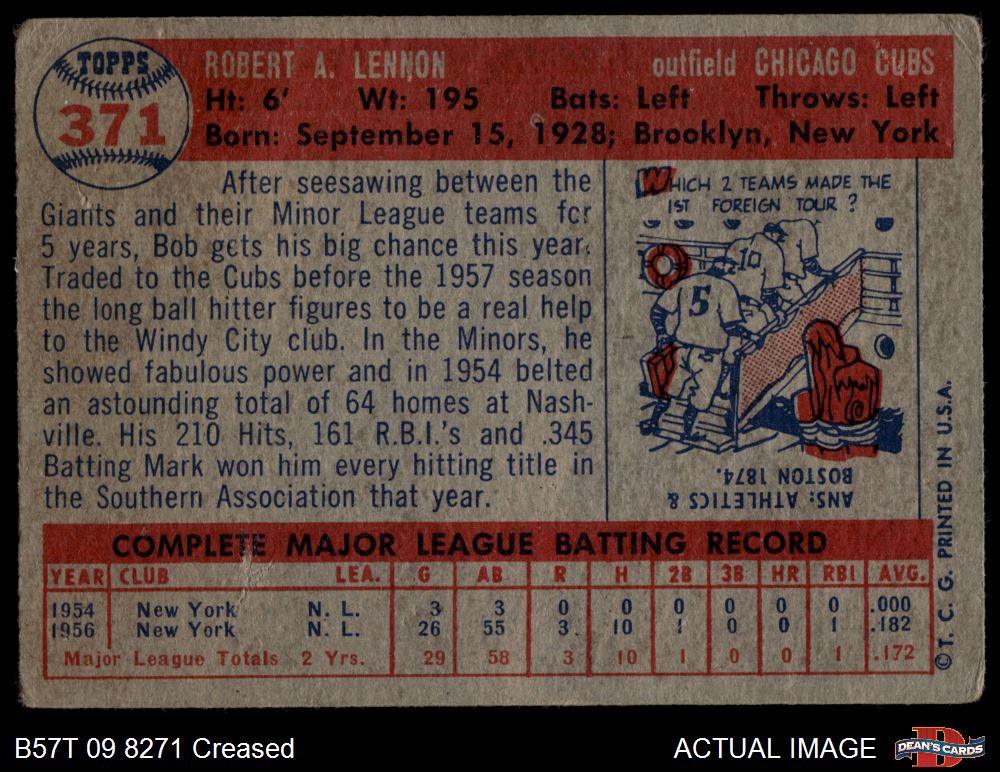 TOPPS
371
ROBERT A. LENNON outfield CHICAGO CUBS
Ht: 6' Wt: 195 Bats: Left Throws: Left
Born: September 15, 1928; Brooklyn, New York
After seesawing between the
Giants and their Minor League teams for
5 years, Bob gets his big chance this year.
Traded to the Cubs before the 1957 season
the long ball hitter figures to be a real help
to the Windy City club. In the Minors, he
showed fabulous power and in 1954 belted
an astounding total of 64 homes at Nash-
ville. His 210 Hits, 161 R.B.I.'s and .345
Batting Mark won him every hitting title in
the Southern Association that year.
WHICH 2 TEAMS MADE THE
1ST FOREIGN TOUR ?
10
5
ANS: ATHLETICS &
BOSTON 1874.
COMPLETE MAJOR LEAGUE BATTING RECORD
YEAR CLUB LEA. G AB R H 2B 3B HR RBI AVG.
1954 New York N. L. 3 3 0 0 0 0 0 0 .000
1956 New York N. L. 26 55 3 10 1 0 0 1 .182
Major League Totals 2 Yrs. 29 58 3 10 1 0 0 1 .172
© T. C. G. PRINTED IN U.S.A.
B57T 09 8271 Creased ACTUAL IMAGE
DEAN'S CARDS